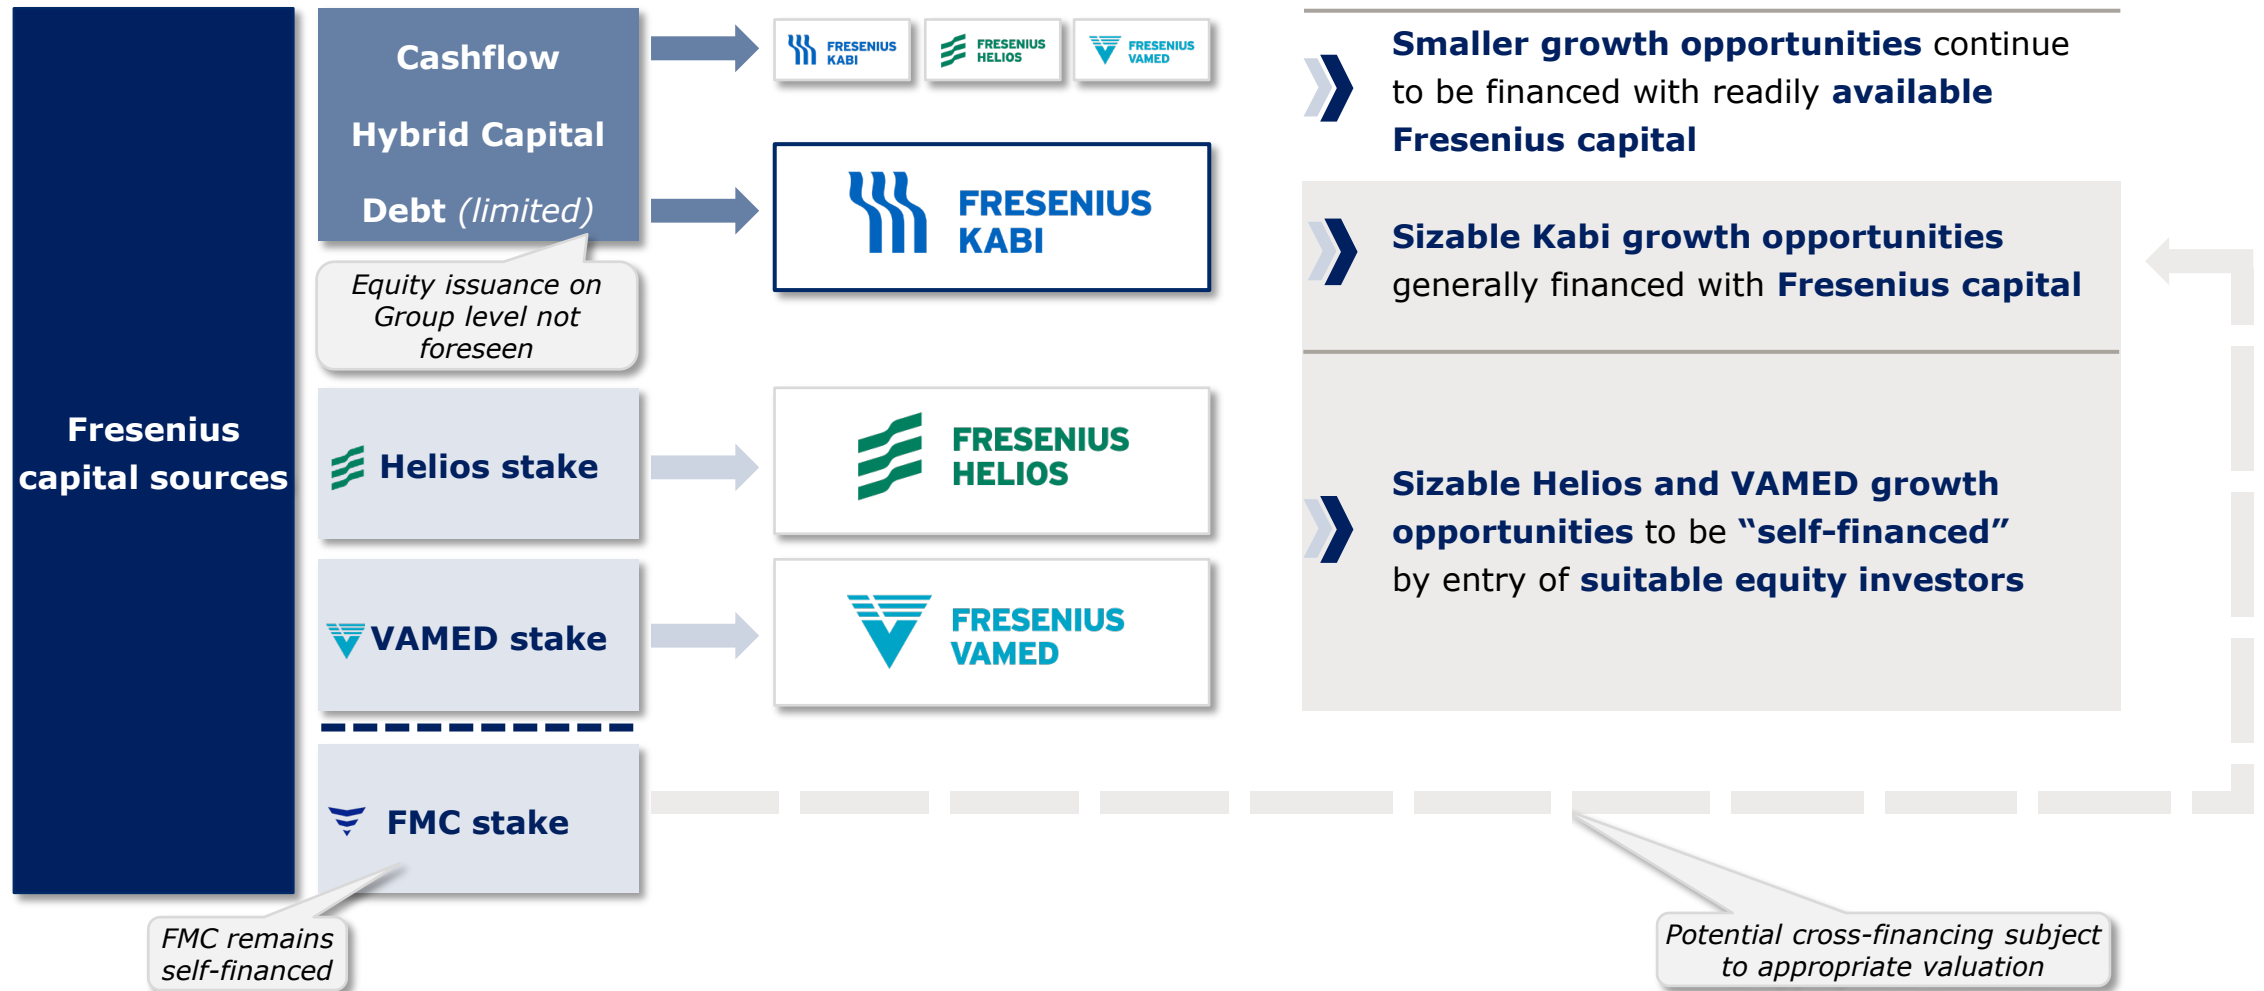 Fresenius
capital sources
Cashflow
Hybrid Capital
Debt (limited)
Equity issuance on
Group level not
foreseen
Helios stake
VAMED stake
FMC stake
FMC remains
self-financed
FRESENIUS
KABI
FRESENIUS
HELIOS
FRESENIUS
VAMED
FRESENIUS
KABI
FRESENIUS
HELIOS
FRESENIUS
VAMED
Smaller growth opportunities continue
to be financed with readily available
Fresenius capital
Sizable Kabi growth opportunities
generally financed with Fresenius capital
Sizable Helios and VAMED growth
opportunities to be “self-financed”
by entry of suitable equity investors
Potential cross-financing subject
to appropriate valuation